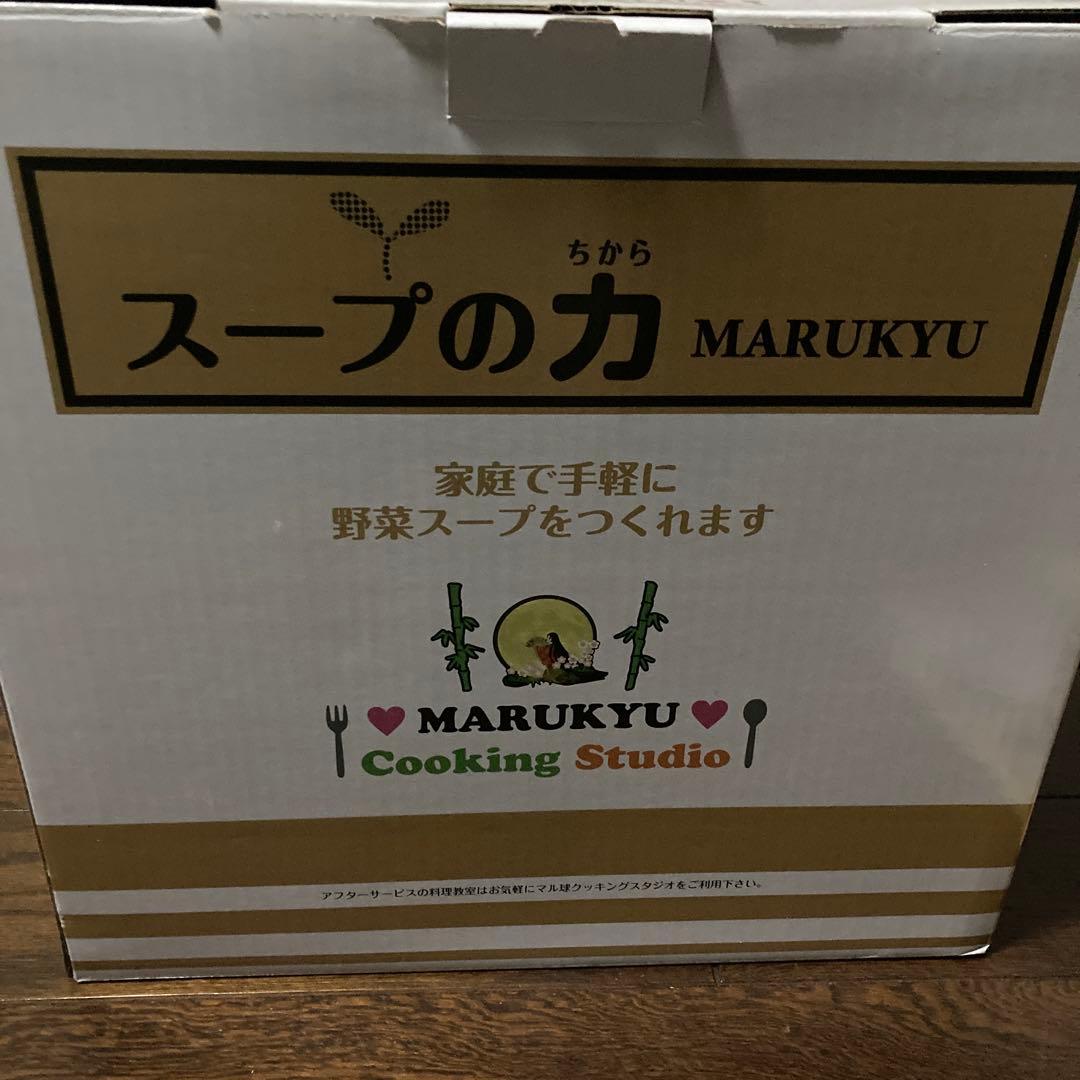 ちから
スープの力 MARUKYU
家庭で手軽に
野菜スープをつくれます
MARUKYU
Cooking Studio
アフターサービスの料理教室はお気軽にマル球クッキングスタジオをご利用下さい。